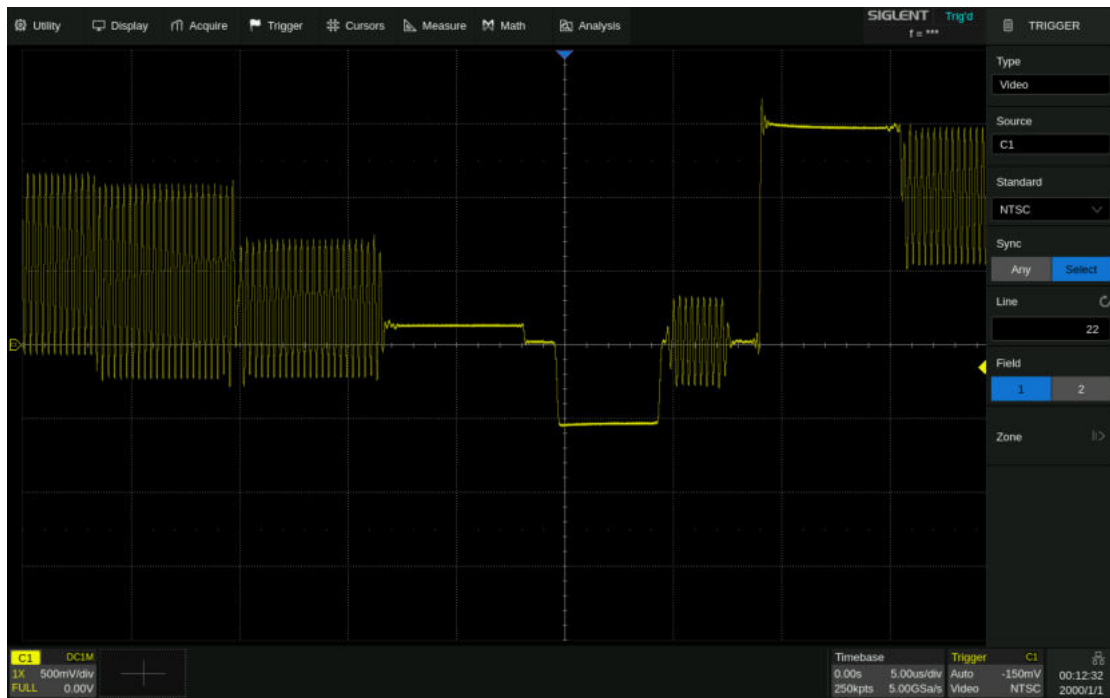 Utility Display Acquire Trigger Cursors Measure Math Analysis
SIGLENT Trig'd
f = ***
TRIGGER
Type
Video
Source
C1
Standard
NTSC
Sync
Any Select
Line
22
Field
1 2
Zone
C1 DC1M
1X 500mV/div
FULL 0.00V
Timebase
0.00s 5.00us/div
250kpts 5.00GSa/s
Trigger C1
Auto -150mV
Video NTSC
00:12:32
2000/1/1